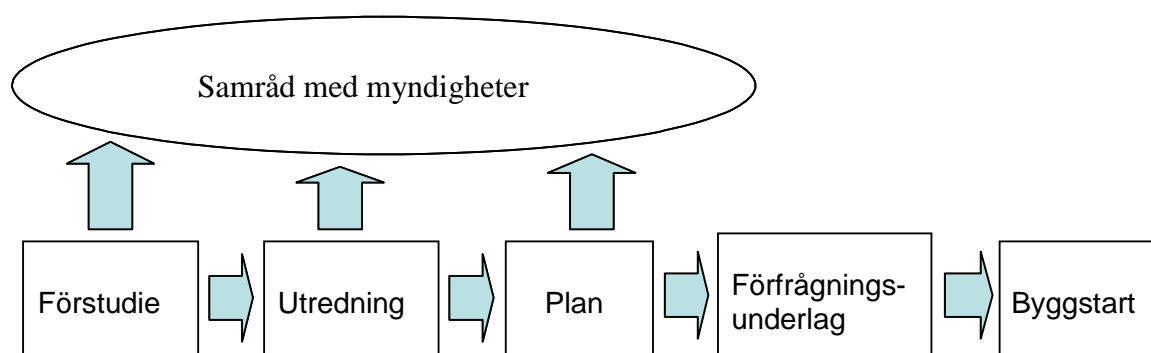 Samråd med myndigheter
Förstudie
Utredning
Plan
Förfrågnings-
underlag
Byggstart